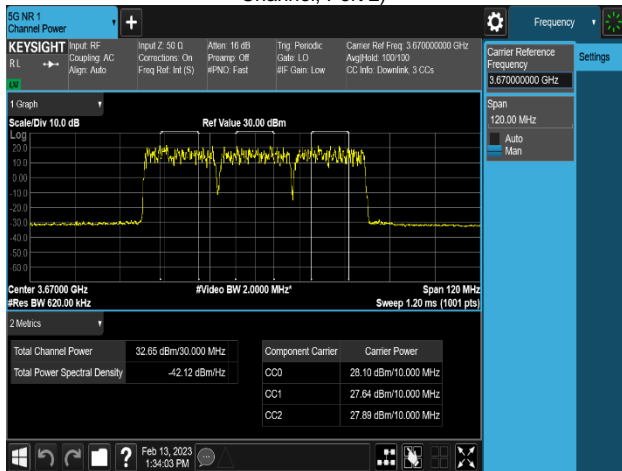 Channel, Port 2)
5G NR 1
Channel Power
Frequency
KEYSIGHT
RL
Input: RF
Coupling: AC
Align: Auto
Input Z: 50 Ω
Corrections: On
Freq Ref: Int (S)
Atten: 16 dB
Preamp: Off
#PNO: Fast
Trig: Periodic
Gate: LO
#IF Gain: Low
Carrier Ref Freq: 3.670000000 GHz
Avg|Hold: 100/100
CC Info: Downlink, 3 CCs
Carrier Reference
Frequency
3.670000000 GHz
Settings
Span
120.00 MHz
Auto
Man
1 Graph
Scale/Div 10.0 dB
Ref Value 30.00 dBm
Log
20.0
10.0
0.00
-10.0
-20.0
-30.0
-40.0
-50.0
-60.0
Center 3.67000 GHz
#Video BW 2.0000 MHz*
Span 120 MHz
#Res BW 620.00 kHz
Sweep 1.20 ms (1001 pts)
2 Metrics
Total Channel Power 32.65 dBm/30.000 MHz
Total Power Spectral Density -42.12 dBm/Hz
Component Carrier Carrier Power
CC0 28.10 dBm/10.000 MHz
CC1 27.64 dBm/10.000 MHz
CC2 27.89 dBm/10.000 MHz
?
Feb 13, 2023
1:34:03 PM